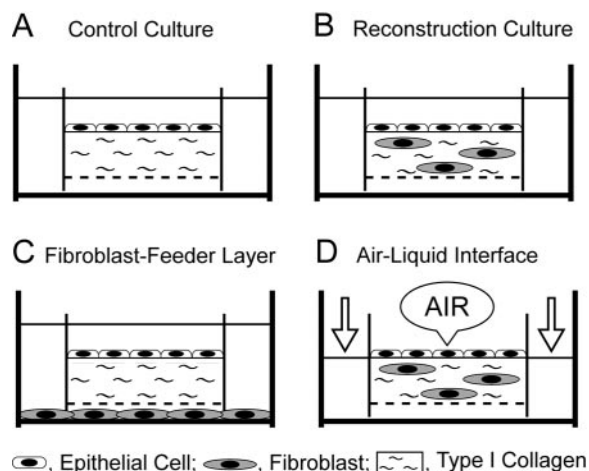 A Control Culture
B Reconstruction Culture
C Fibroblast-Feeder Layer
D Air-Liquid Interface
AIR
, Epithelial Cell; , Fibroblast; , Type I Collagen